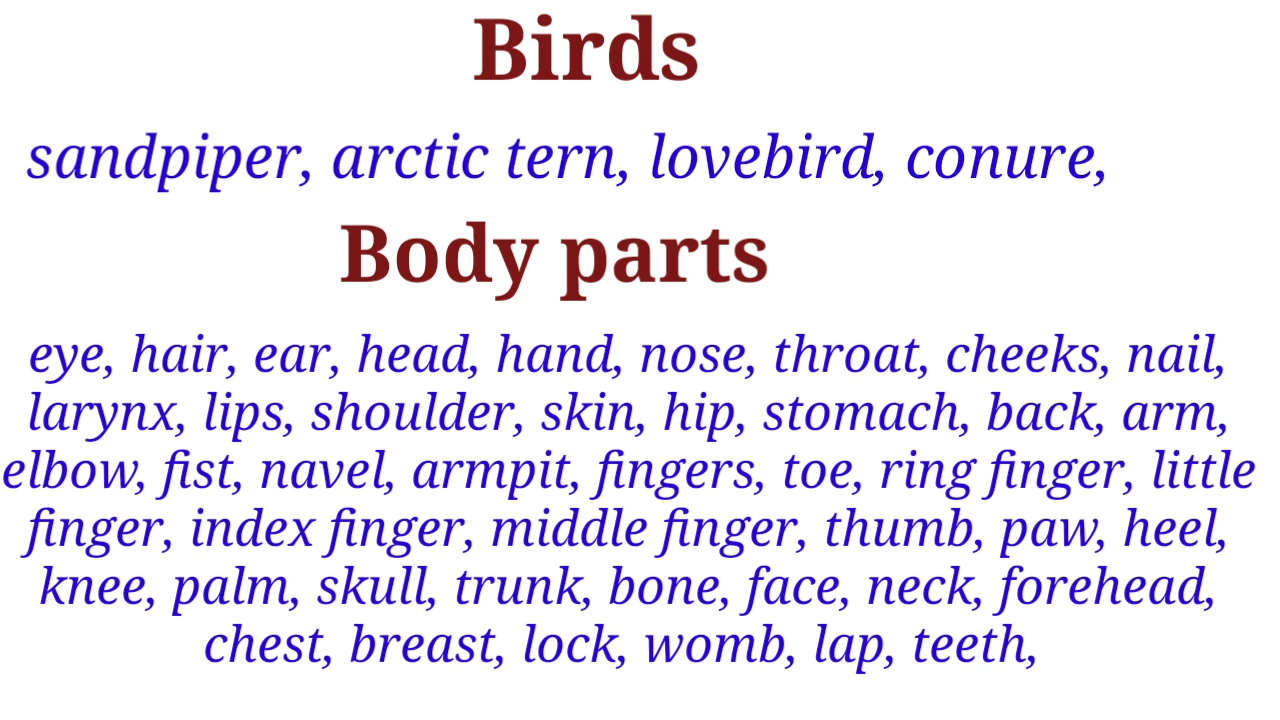 Birds
sandpiper, arctic tern, lovebird, conure,
Body parts
eye, hair, ear, head, hand, nose, throat, cheeks, nail,
larynx, lips, shoulder, skin, hip, stomach, back, arm,
elbow, fist, navel, armpit, fingers, toe, ring finger, little
finger, index finger, middle finger, thumb, paw, heel,
knee, palm, skull, trunk, bone, face, neck, forehead,
chest, breast, lock, womb, lap, teeth,